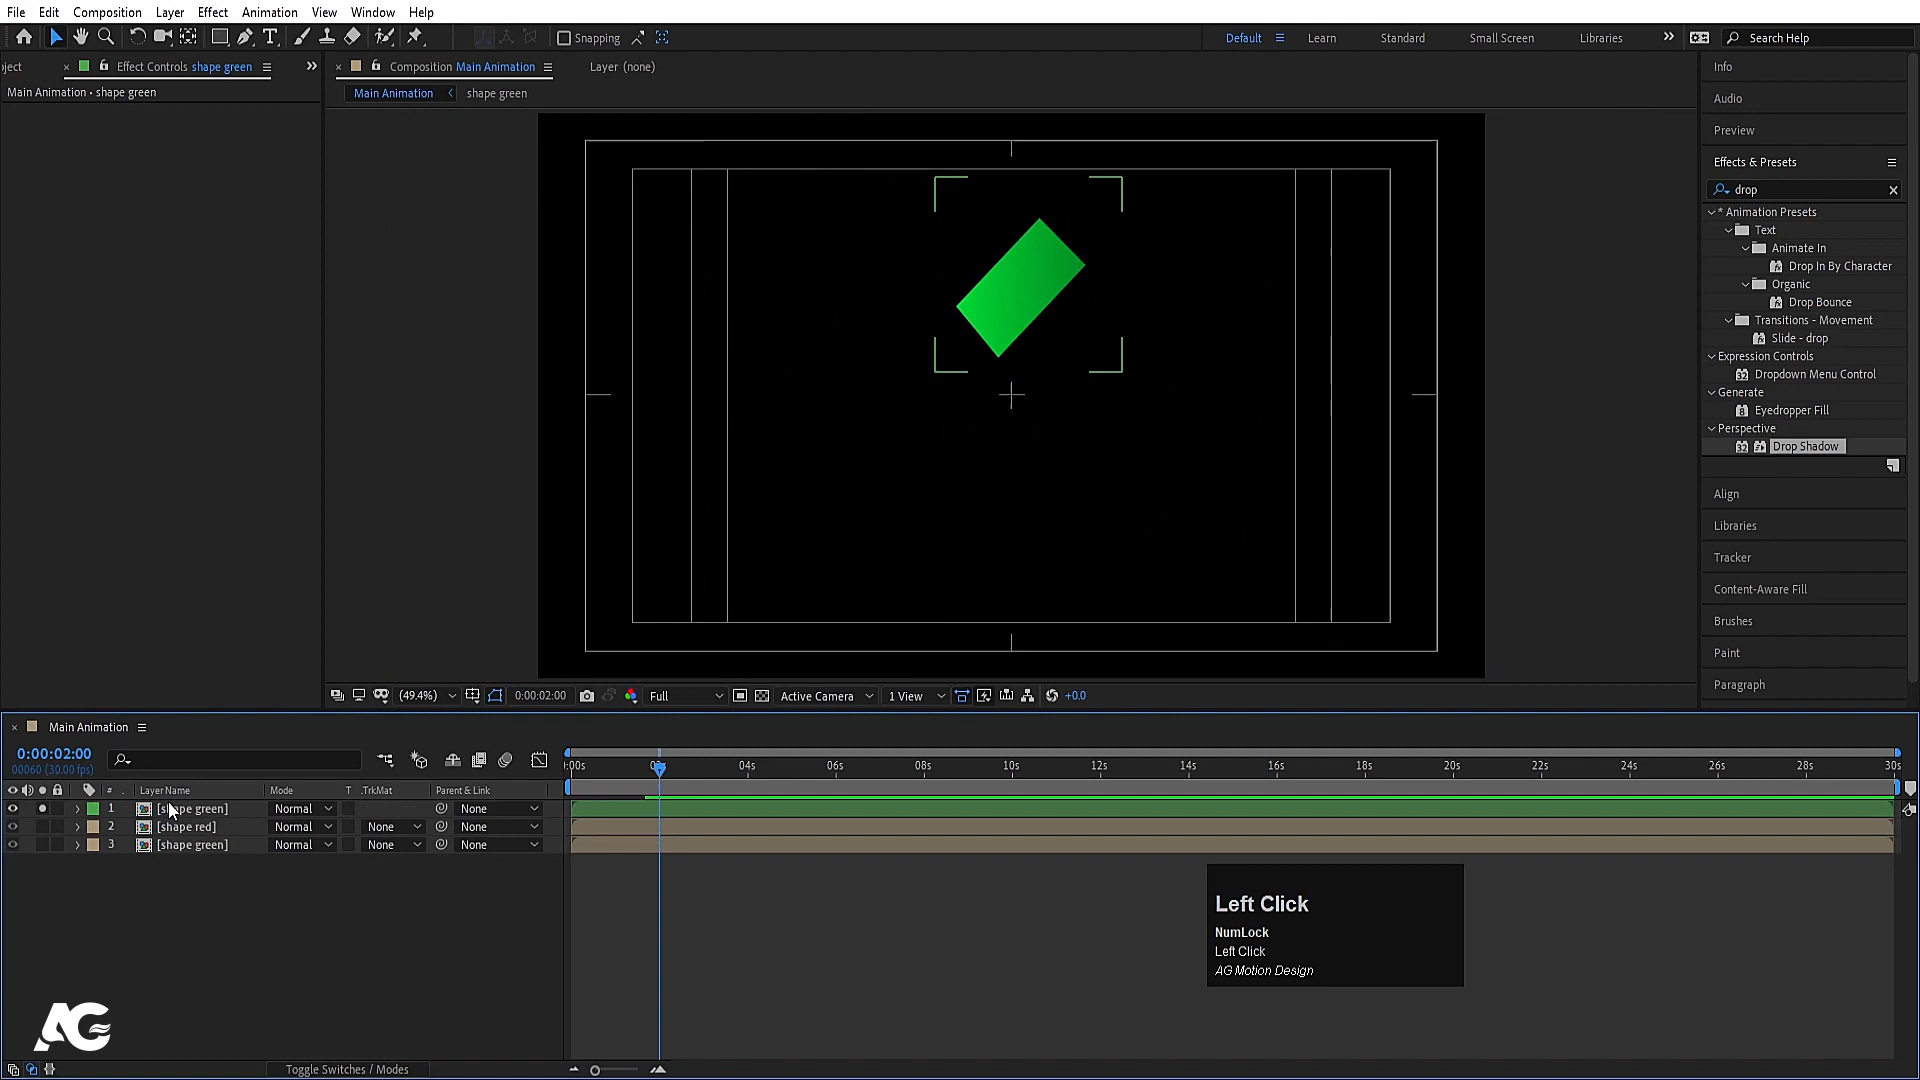 File Edit Composition Layer Effect Animation View Window Help
Snapping
Default Learn Standard Small Screen Libraries Search Help
ject Effect Controls shape green
Composition Main Animation Layer (none)
Main Animation • shape green
Main Animation shape green
Info
Audio
Preview
Effects & Presets
drop
* Animation Presets
Text
Animate In
Drop In By Character
Organic
Drop Bounce
Transitions - Movement
Slide - drop
Expression Controls
Dropdown Menu Control
Generate
Eyedropper Fill
Perspective
Drop Shadow
Align
Libraries
Tracker
Content-Aware Fill
Brushes
Paint
Paragraph
(49.4%) 0:00:02:00 Full Active Camera 1 View +0.0
Main Animation
0:00:02:00
00060 (30.00 fps)
:00s 04s 06s 08s 10s 12s 14s 16s 18s 20s 22s 24s 26s 28s 30s
# Layer Name Mode T .TrkMat Parent & Link
1 [shape green] Normal None
2 [shape red] Normal None None
3 [shape green] Normal None None
Left Click
NumLock
Left Click
AG Motion Design
AG
Toggle Switches / Modes